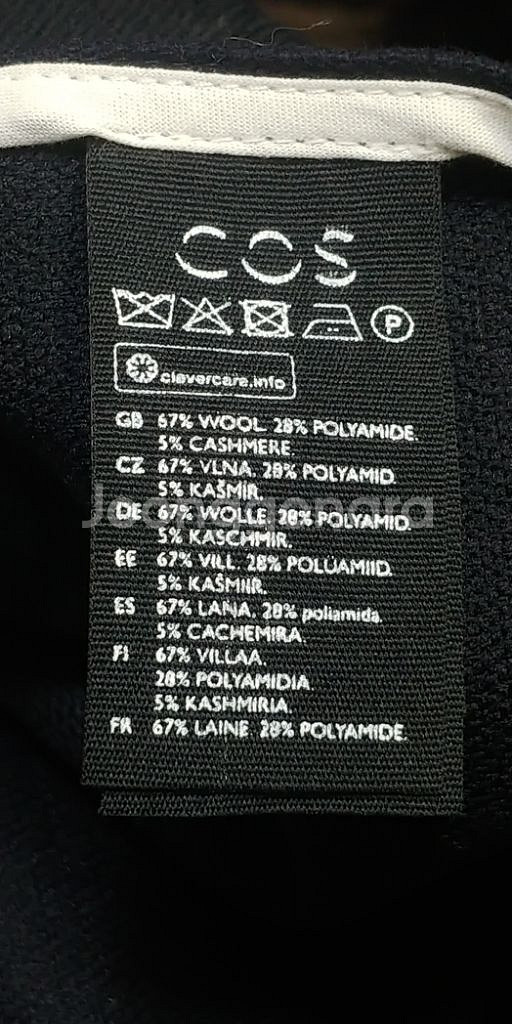 COS
P
clevercare.info
GB 67% WOOL. 28% POLYAMIDE.
5% CASHMERE.
CZ 67% VLNA. 28% POLYAMID.
5% KAŠMÍR.
DE 67% WOLLE. 28% POLYAMID.
5% KASCHMIR.
EE 67% VILL. 28% POLÜAMIID.
5% KAŠMIIR.
ES 67% LANA. 28% poliamida.
5% CACHEMIRA.
FI 67% VILLAA.
28% POLYAMIDIA.
5% KASHMIRIA.
FR 67% LAINE. 28% POLYAMIDE.